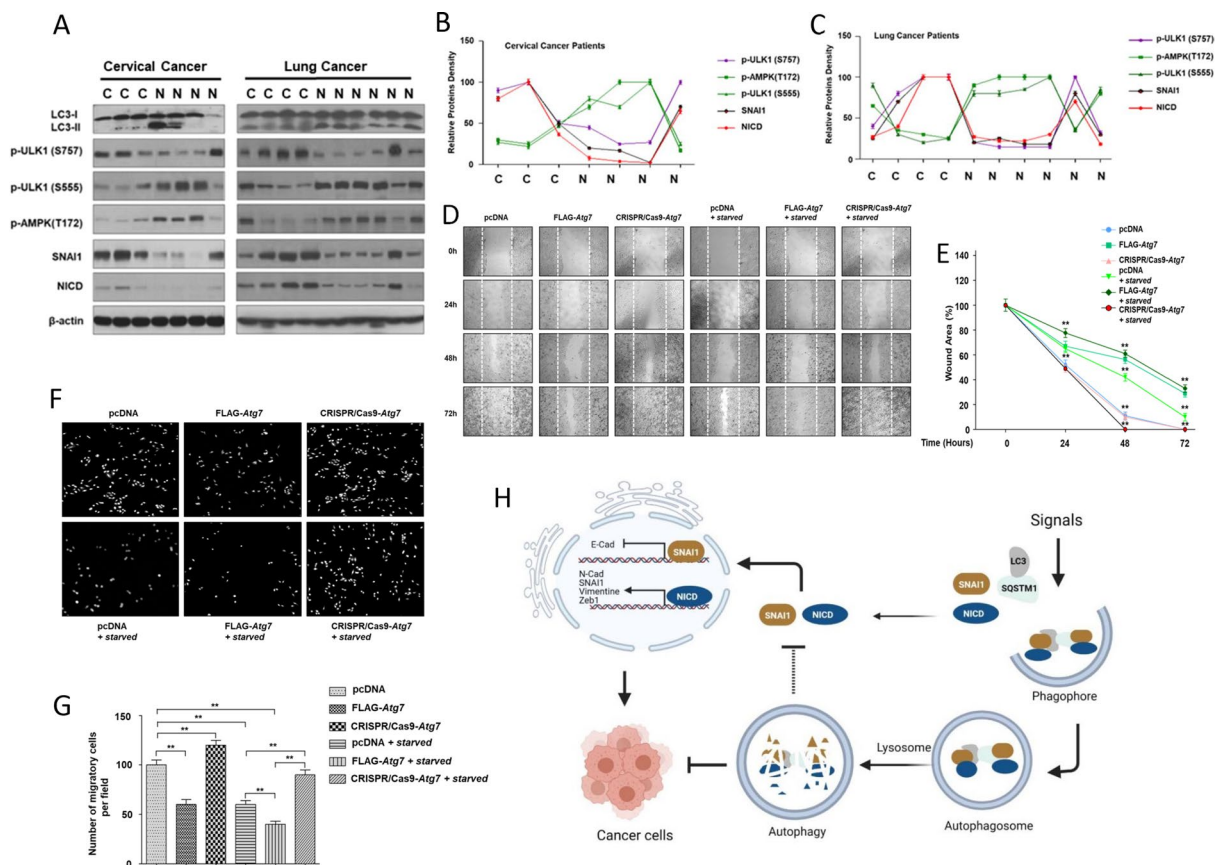 A
Cervical Cancer
Lung Cancer
C C C N N N N
C C C C N N N N N N
LC3-I
LC3-II
p-ULK1 (S757)
p-ULK1 (S555)
p-AMPK(T172)
SNAI1
NICD
β-actin
B
Cervical Cancer Patients
Relative Proteins Density
150
100
50
0
C C C N N N N
p-ULK1 (S757)
p-AMPK(T172)
p-ULK1 (S555)
SNAI1
NICD
C
Lung Cancer Patients
Relative Proteins Density
150
100
50
0
C C C C N N N N N N
p-ULK1 (S757)
p-AMPK(T172)
p-ULK1 (S555)
SNAI1
NICD
D
pcDNA
FLAG-Atg7
CRISPR/Cas9-Atg7
pcDNA
+ starved
FLAG-Atg7
+ starved
CRISPR/Cas9-Atg7
+ starved
0h
24h
48h
72h
E
pcDNA
FLAG-Atg7
CRISPR/Cas9-Atg7
pcDNA
+ starved
FLAG-Atg7
+ starved
CRISPR/Cas9-Atg7
+ starved
Wound Area (%)
140
120
100
80
60
40
20
0
** ** **
** ** **
** **
Time (Hours) 0 24 48 72
F
pcDNA FLAG-Atg7 CRISPR/Cas9-Atg7
pcDNA
+ starved
FLAG-Atg7
+ starved
CRISPR/Cas9-Atg7
+ starved
G
Number of migratory cells
per field
150
100
50
0
**
**
**
**
**
**
**
**
pcDNA
FLAG-Atg7
CRISPR/Cas9-Atg7
pcDNA + starved
FLAG-Atg7 + starved
CRISPR/Cas9-Atg7 + starved
H
E-Cad
SNAI1
N-Cad
SNAI1
Vimentine
Zeb1
NICD
SNAI1 NICD
Signals
LC3
SNAI1
SQSTM1
NICD
Phagophore
Lysosome
Cancer cells
Autophagy
Autophagosome